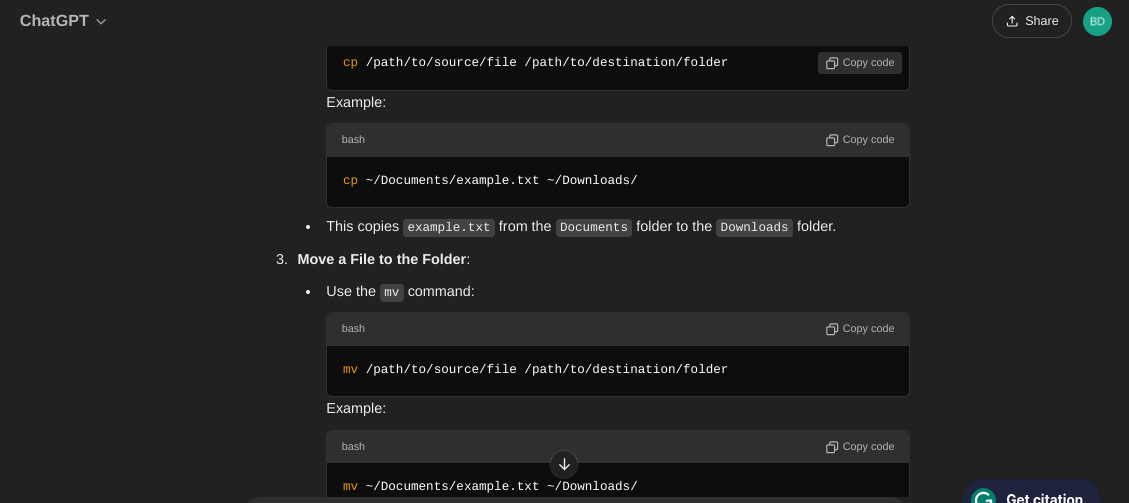 ChatGPT
Share
BD
cp /path/to/source/file /path/to/destination/folder
Copy code
Example:
bash
Copy code
cp ~/Documents/example.txt ~/Downloads/
• This copies example.txt from the Documents folder to the Downloads folder.
3. Move a File to the Folder:
• Use the mv command:
bash
Copy code
mv /path/to/source/file /path/to/destination/folder
Example:
bash
Copy code
mv ~/Documents/example.txt ~/Downloads/
Get citation